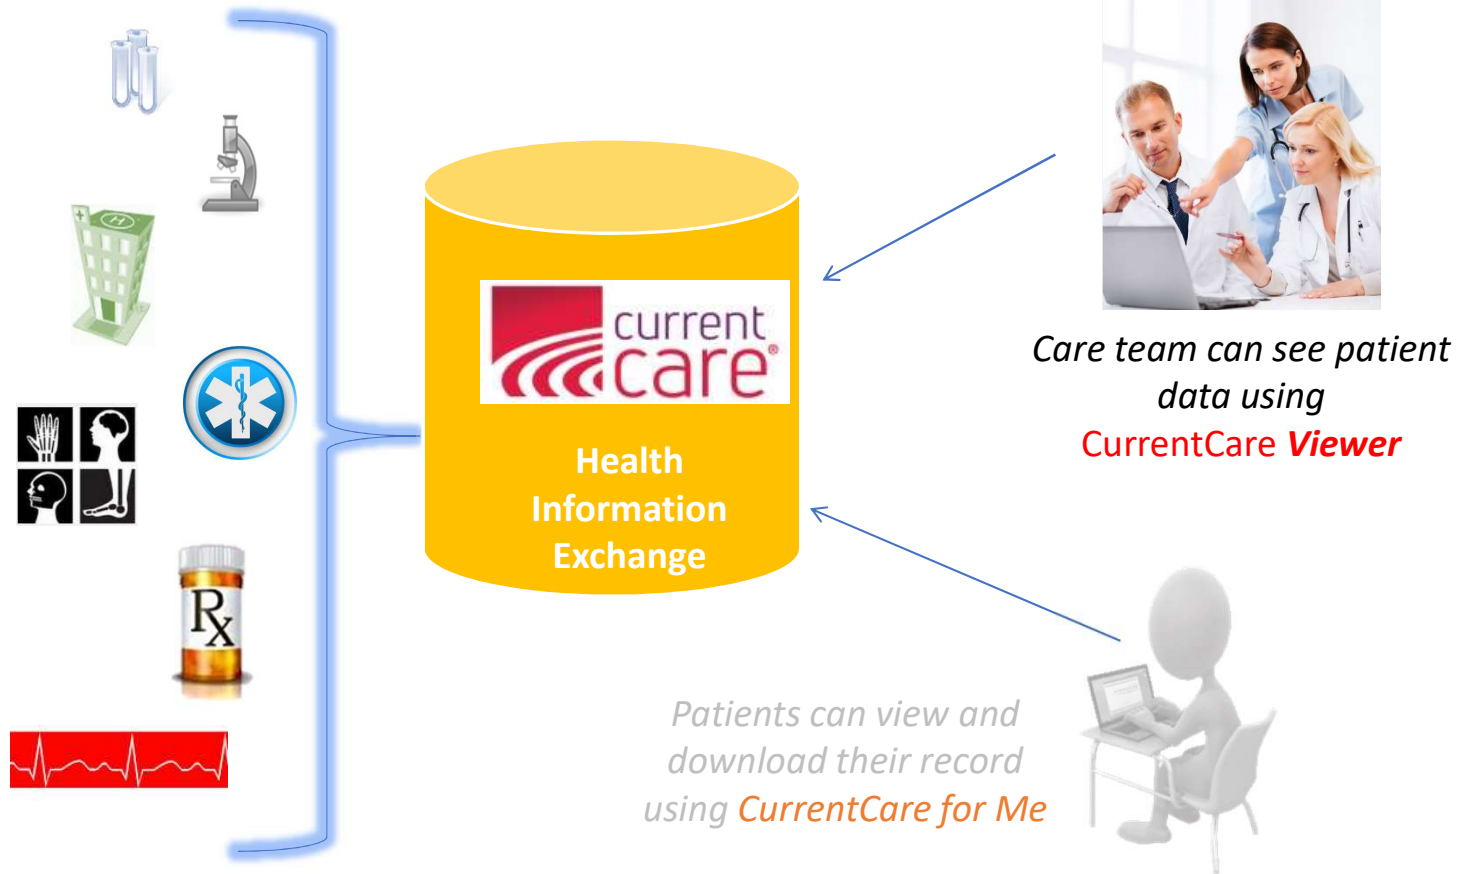 H
current
care®
Health
Information
Exchange
Care team can see patient
data using
CurrentCare Viewer
Rx
Patients can view and
download their record
using CurrentCare for Me